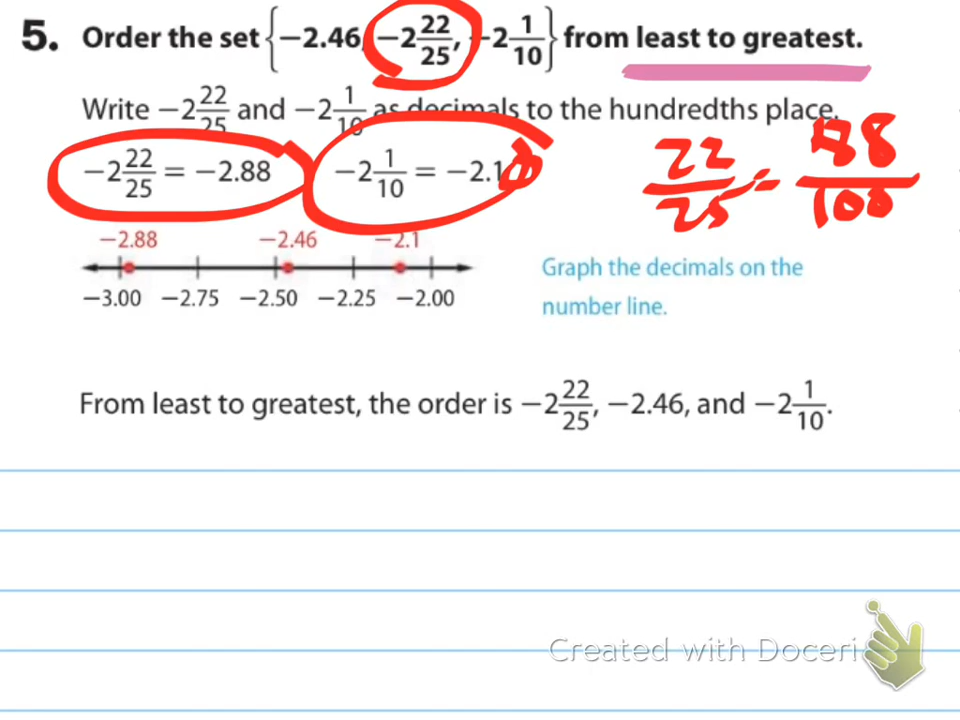 5. Order the set {−2.46, −2 22/25, −2 1/10} from least to greatest.
Write −2 22/25 and −2 1/10 as decimals to the hundredths place.
22/25 = 88/100
−2 22/25 = −2.88 −2 1/10 = −2.10
−2.88 −2.46 −2.1
−3.00 −2.75 −2.50 −2.25 −2.00
Graph the decimals on the
number line.
From least to greatest, the order is −2 22/25, −2.46, and −2 1/10.
Created with Doceri